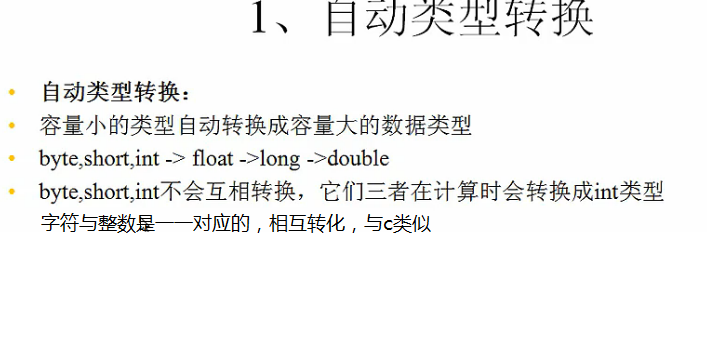 1、自动类型转换
自动类型转换：
容量小的类型自动转换成容量大的数据类型
byte,short,int -> float ->long ->double
byte,short,int不会互相转换，它们三者在计算时会转换成int类型
字符与整数是一一对应的，相互转化，与c类似